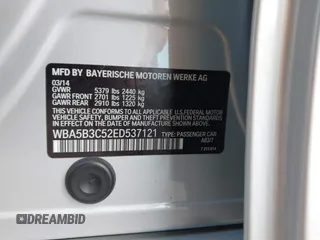 MFD BY BAYERISCHE MOTOREN WERKE AG
03/14
GVWR 5379 lbs 2440 kg
GAWR FRONT 2701 lbs 1225 kg
GAWR REAR 2910 lbs 1320 kg
THIS VEHICLE CONFORMS TO ALL APPLICABLE FEDERAL MOTOR VEHICLE SAFETY, BUMPER, AND THEFT PREVENTION STANDARDS IN EFFECT ON THE DATE OF MANUFACTURE SHOWN ABOVE.
WBA5B3C52ED537121 TYPE: PASSENGER CAR
DREAMBID